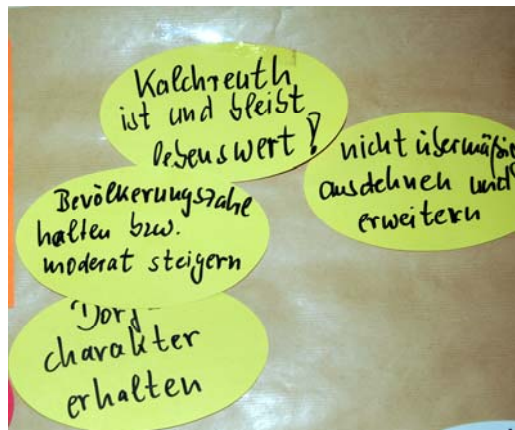 Kalchreuth
ist und bleibt
lebenswert!
nicht übermäßig
ausdehnen und
erweitern
Bevölkerungszahl
halten bzw.
moderat steigern
Dorf-
charakter
erhalten